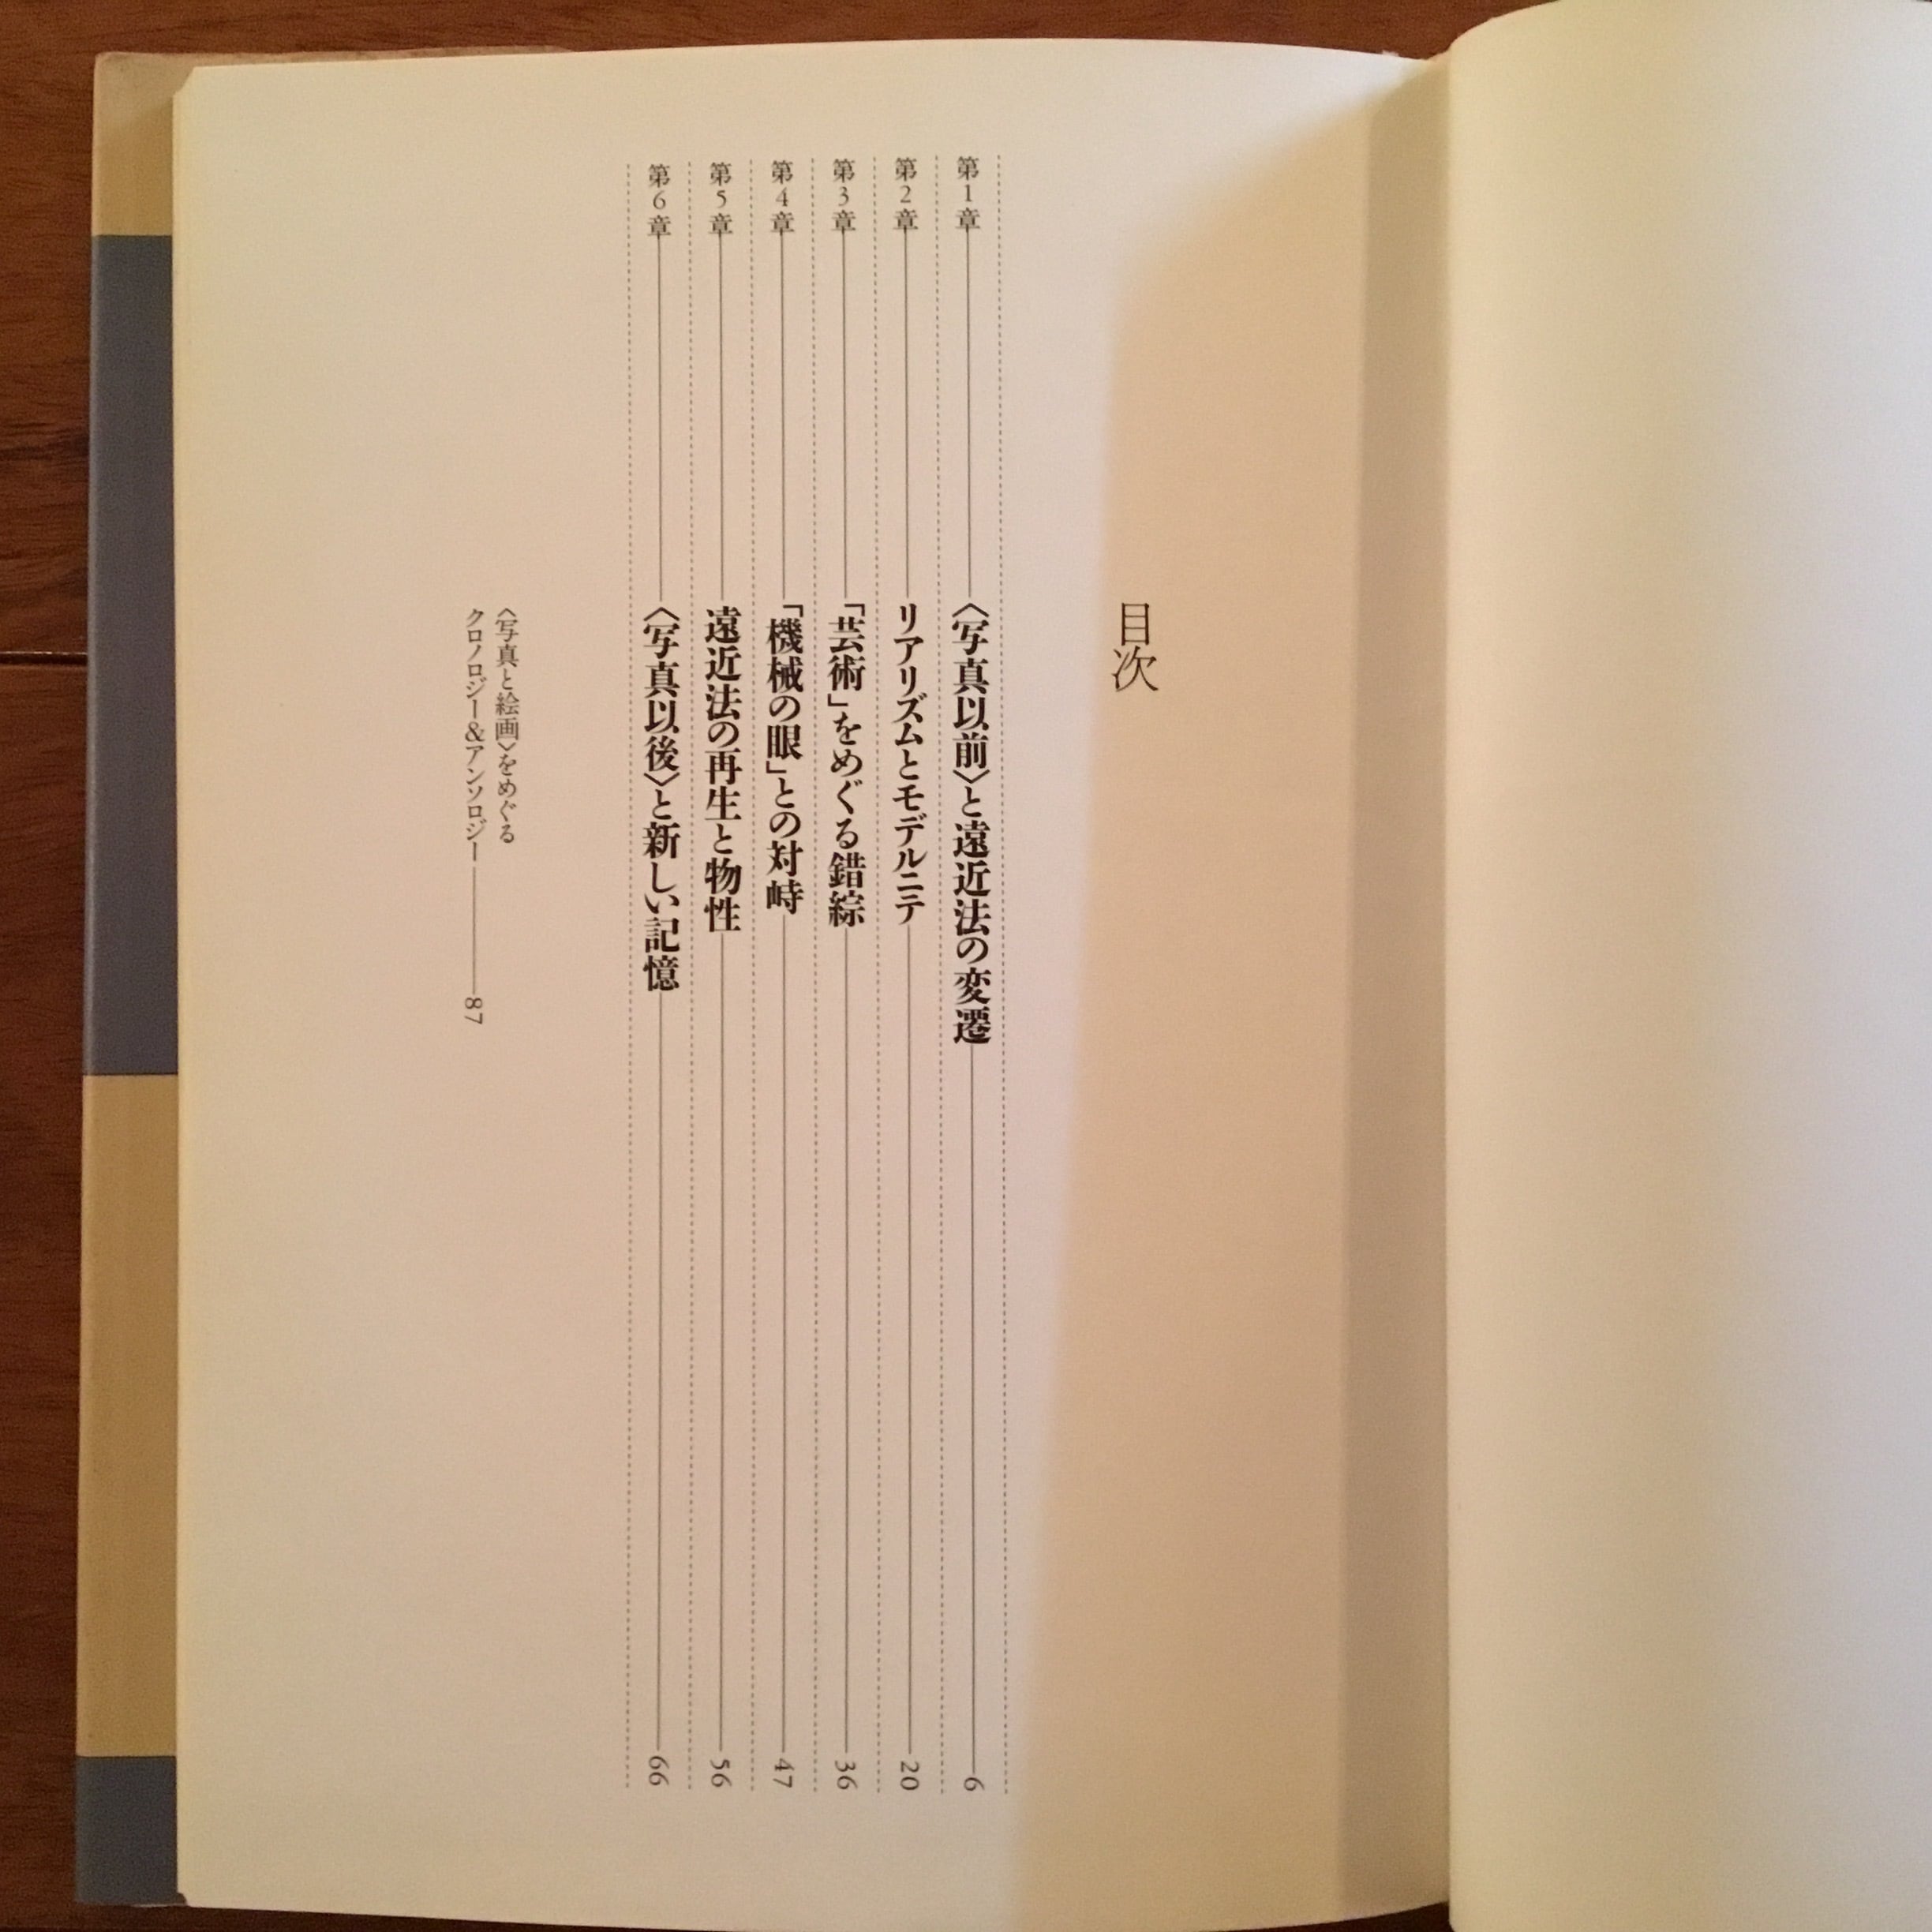 目次
第1章 〈写真以前〉と遠近法の変遷 6
第2章 リアリズムとモデルニテ 20
第3章 「芸術」をめぐる錯綜 36
第4章 「機械の眼」との対峙 47
第5章 遠近法の再生と物性 56
第6章 〈写真以後〉と新しい記憶 66
〈写真と絵画〉をめぐる
クロノロジー&アンソロジー 87